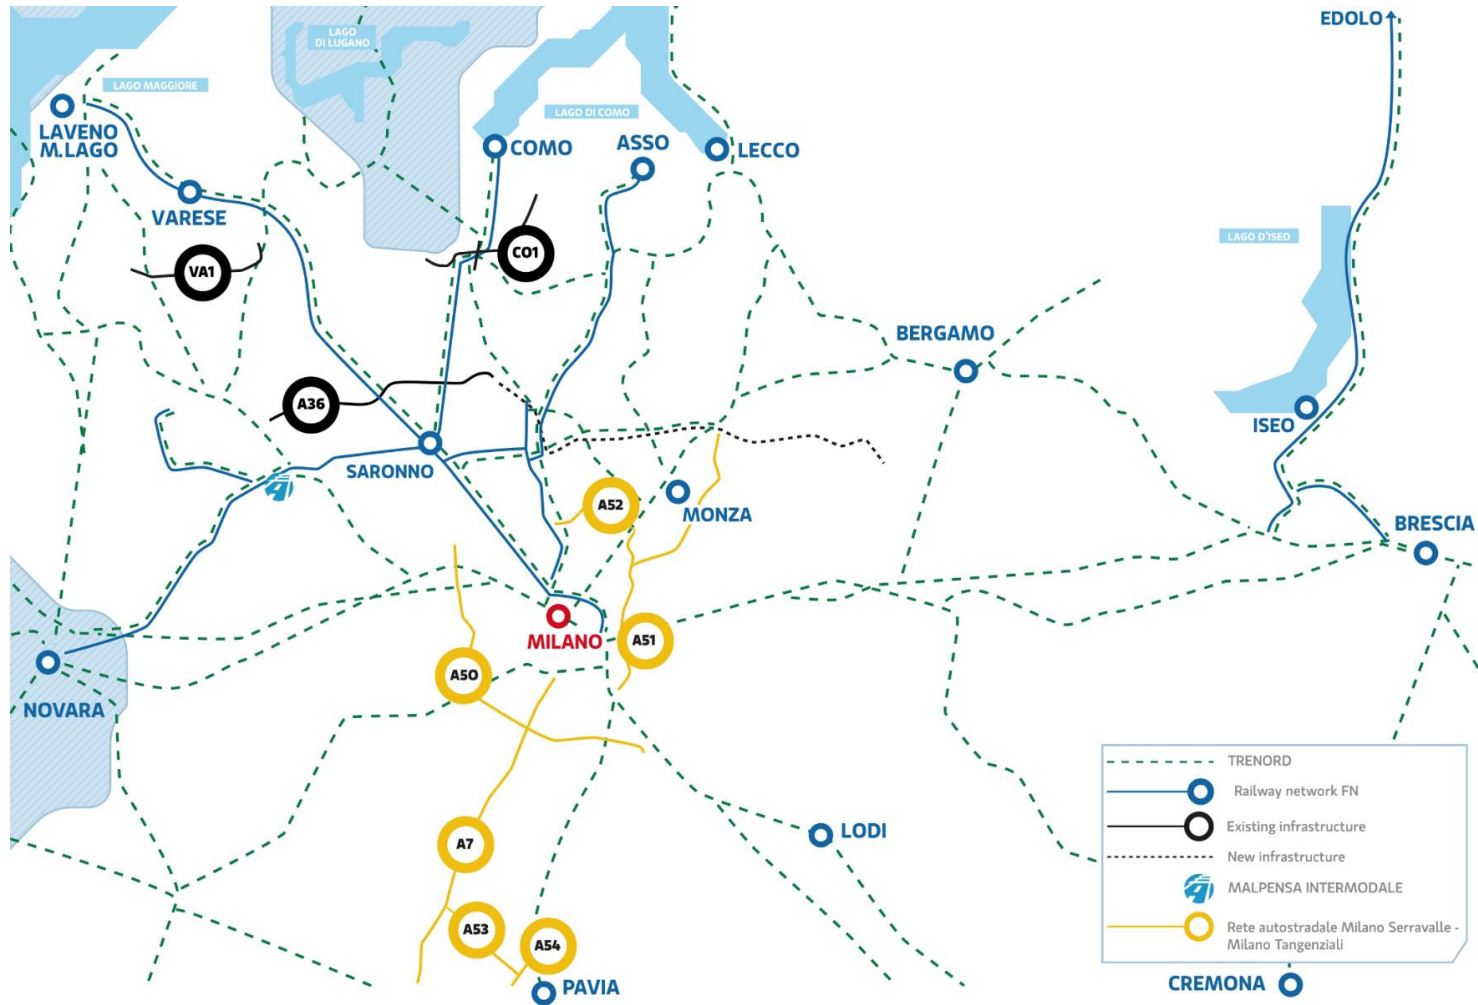 EDOLO
LAGO
DI LUGANO
LAGO MAGGIORE
LAGO DI COMO
LAVENO
M.LAGO
COMO
ASSO
LECCO
VARESE
LAGO D'ISEO
VA1
CO1
BERGAMO
A36
ISEO
SARONNO
A52
MONZA
BRESCIA
MILANO
A51
A50
NOVARA
TRENORD
Railway network FN
Existing infrastructure
New infrastructure
MALPENSA INTERMODALE
Rete autostradale Milano Serravalle -
Milano Tangenziali
A7
LODI
A53
A54
PAVIA
CREMONA